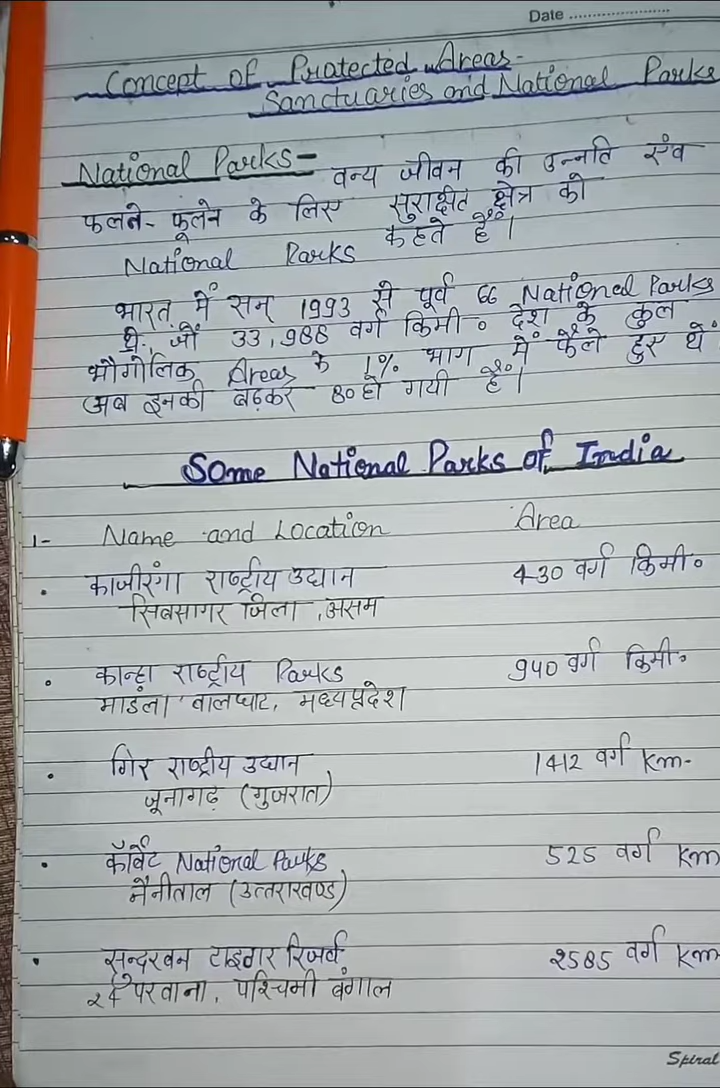 Date
Concept of Protected Areas-
Sanctuaries and National Parks
National Parks- वन्य जीवन की उन्नति एंव
फलने-फूलने के लिए सुराक्षित क्षेत्र को
National Parks कहते हैं।
भारत में सन् 1993 से पूर्व 66 National Parks
थे, जों 33,988 वर्ग किमी० देश के कुल
भौगोलिक Areas के 1% भाग में फैले हुए थे
अब इनकी बढ़कर 80 हो गयी है।
Some National Parks of India
1- Name and Location Area
• काजीरंगा राष्ट्रीय उद्यान 430 वर्ग किमी०
सिबसागर जिला, असम
• कान्हा राष्ट्रीय Parks 940 वर्ग किमी०
माडंला बालघाट, मध्यप्रदेश
• गिर राष्ट्रीय उद्यान 1412 वर्ग Km-
जूनागढ़ (गुजरात)
• कॉर्बेट National Parks 525 वर्ग Km
नैनीताल (उत्तराखण्ड)
• सुन्दरवन टाइगर रिजर्व 2585 वर्ग Km
24 परवाना, पश्चिमी बंगाल
Spiral